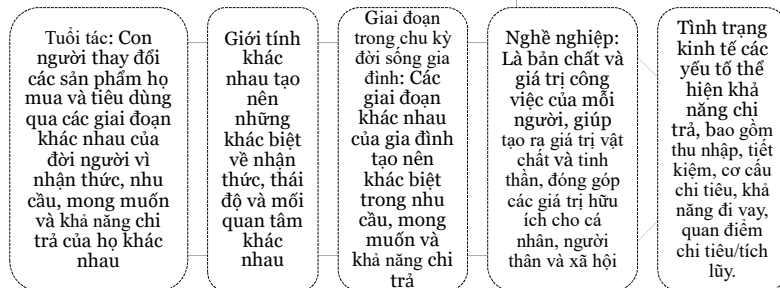 Tuổi tác: Con
người thay đổi
các sản phẩm họ
mua và tiêu dùng
qua các giai đoạn
khác nhau của
đời người vì
nhận thức, nhu
cầu, mong muốn
và khả năng chi
trả của họ khác
nhau
Giới tính
khác
nhau tạo
nên
những
khác biệt
về nhận
thức, thái
độ và mối
quan tâm
khác
nhau
Giai đoạn
trong chu kỳ
đời sống gia
đình: Các
giai đoạn
khác nhau
của gia đình
tạo nên
khác biệt
trong nhu
cầu, mong
muốn và
khả năng chi
trả
Nghề nghiệp:
Là bản chất và
giá trị công
việc của mỗi
người, giúp
tạo ra giá trị vật
chất và tinh
thần, đóng góp
các giá trị hữu
ích cho cá
nhân, người
thân và xã hội
Tình trạng
kinh tế các
yếu tố thể
hiện khả
năng chi
trả, bao gồm
thu nhập, tiết
kiệm, cơ cấu
chi tiêu, khả
năng đi vay,
quan điểm
chi tiêu/tích
lũy.